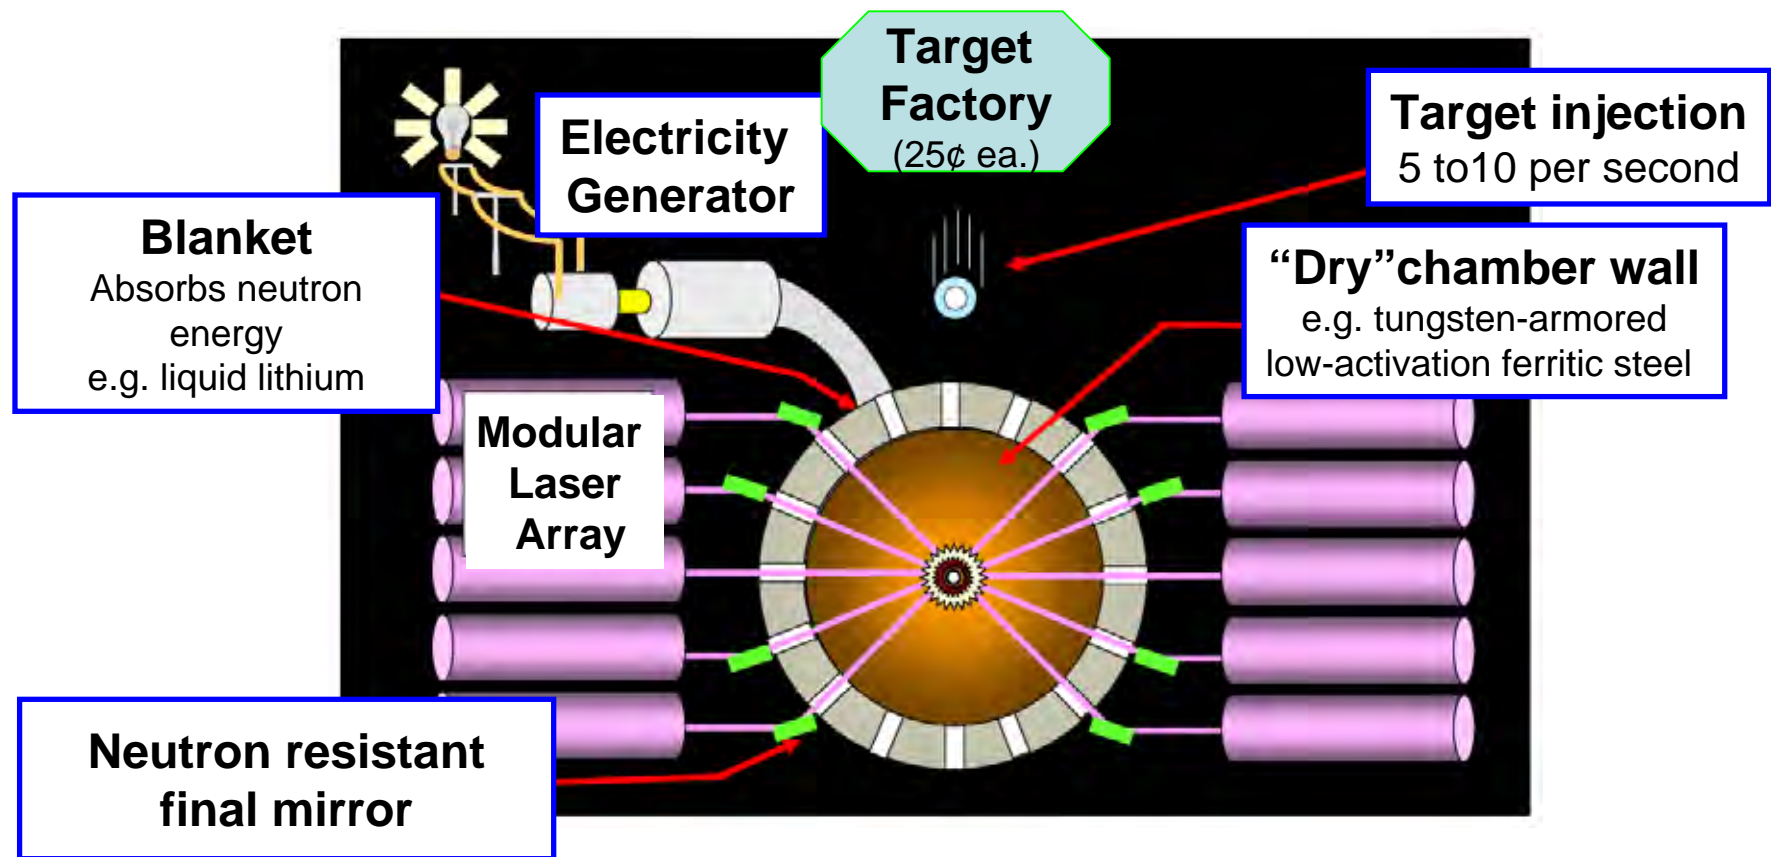 Target
Factory
(25¢ ea.)
Electricity
Generator
Target injection
5 to10 per second
Blanket
Absorbs neutron
energy
e.g. liquid lithium
“Dry”chamber wall
e.g. tungsten-armored
low-activation ferritic steel
Modular
Laser
Array
Neutron resistant
final mirror